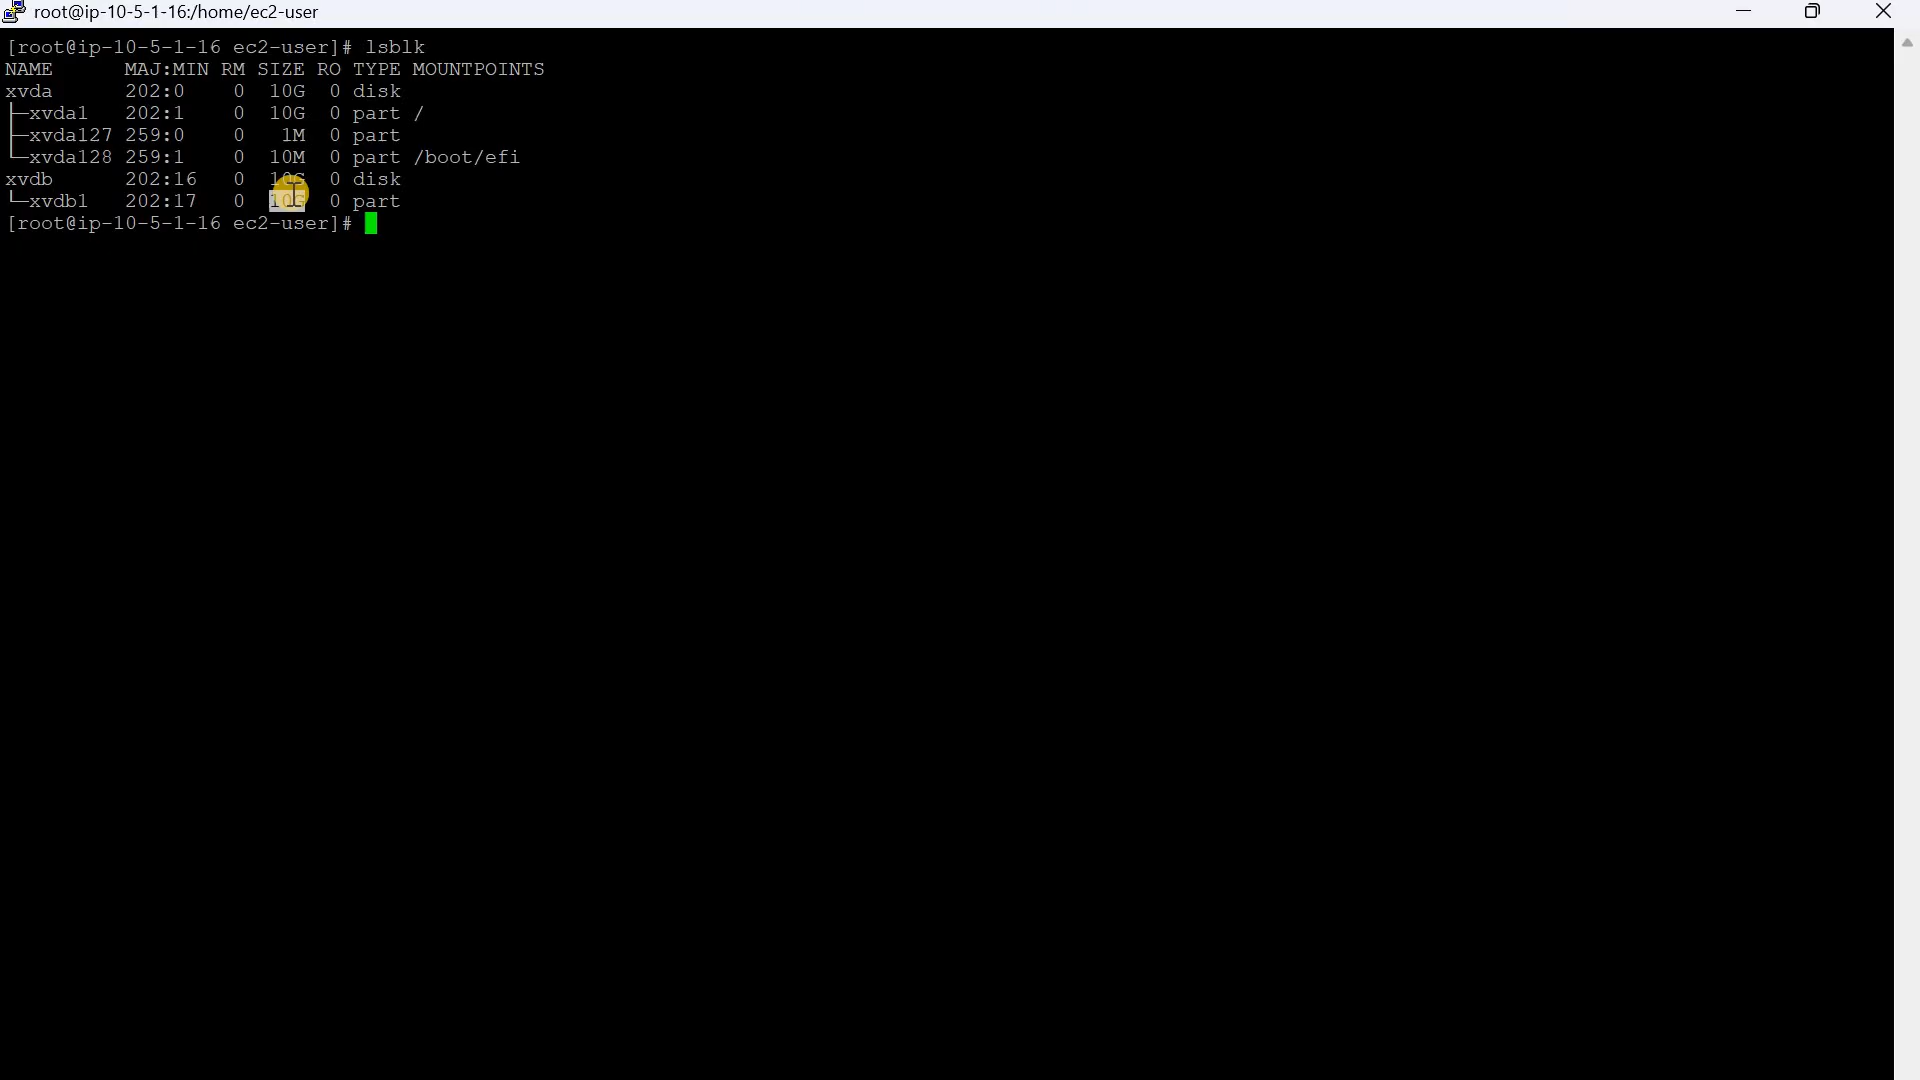 root@ip-10-5-1-16:/home/ec2-user
[root@ip-10-5-1-16 ec2-user]# lsblk
NAME      MAJ:MIN RM SIZE RO TYPE MOUNTPOINTS
xvda      202:0    0  10G  0 disk
├─xvda1   202:1    0  10G  0 part /
├─xvda127 259:0    0   1M  0 part
└─xvda128 259:1    0  10M  0 part /boot/efi
xvdb      202:16   0  10G  0 disk
└─xvdb1   202:17   0  10G  0 part
[root@ip-10-5-1-16 ec2-user]#